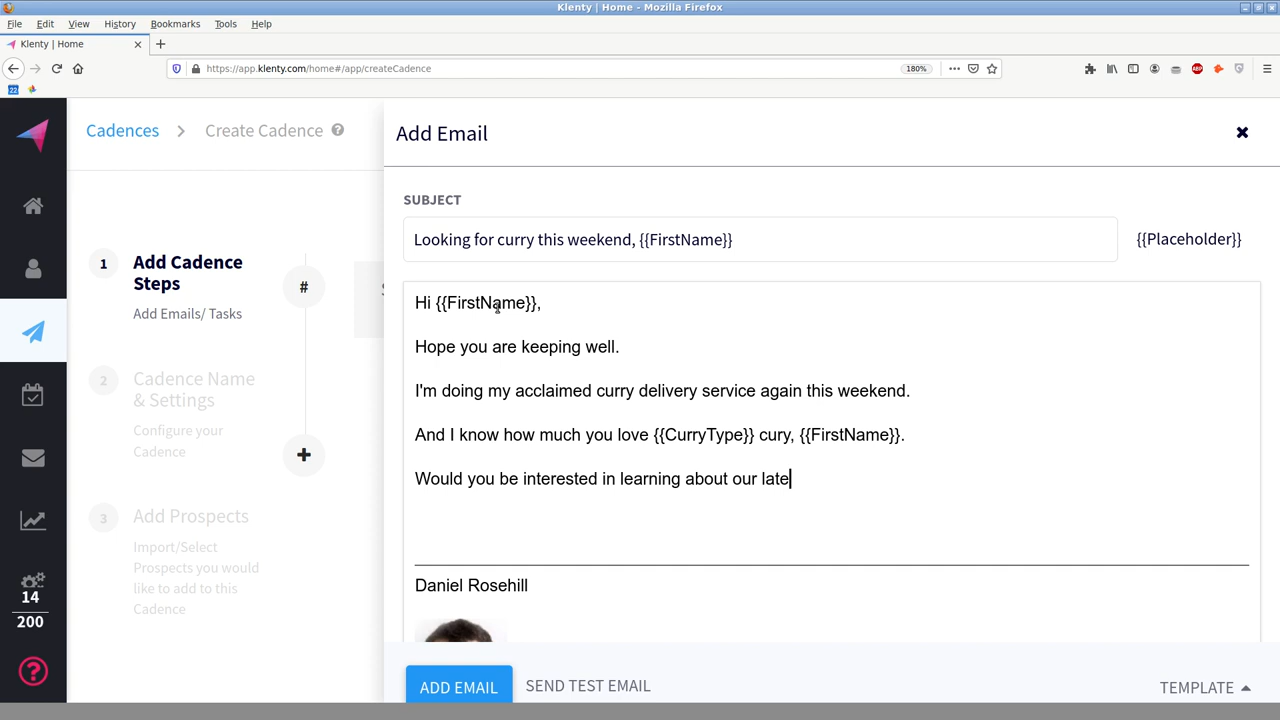 Klenty | Home - Mozilla Firefox
File Edit View History Bookmarks Tools Help
Klenty | Home
https://app.klenty.com/home#/app/createCadence
180%
22
ABP
Cadences > Create Cadence ?
Add Email
SUBJECT
Looking for curry this weekend, {{FirstName}}
{{Placeholder}}
1
Add Cadence
Steps
Add Emails/ Tasks
#
S
2
Cadence Name
& Settings
Configure your
Cadence
3
Add Prospects
Import/Select
Prospects you would
like to add to this
Cadence
14
200
?
Hi {{FirstName}},
Hope you are keeping well.
I'm doing my acclaimed curry delivery service again this weekend.
And I know how much you love {{CurryType}} cury, {{FirstName}}.
Would you be interested in learning about our late
Daniel Rosehill
ADD EMAIL
SEND TEST EMAIL
TEMPLATE